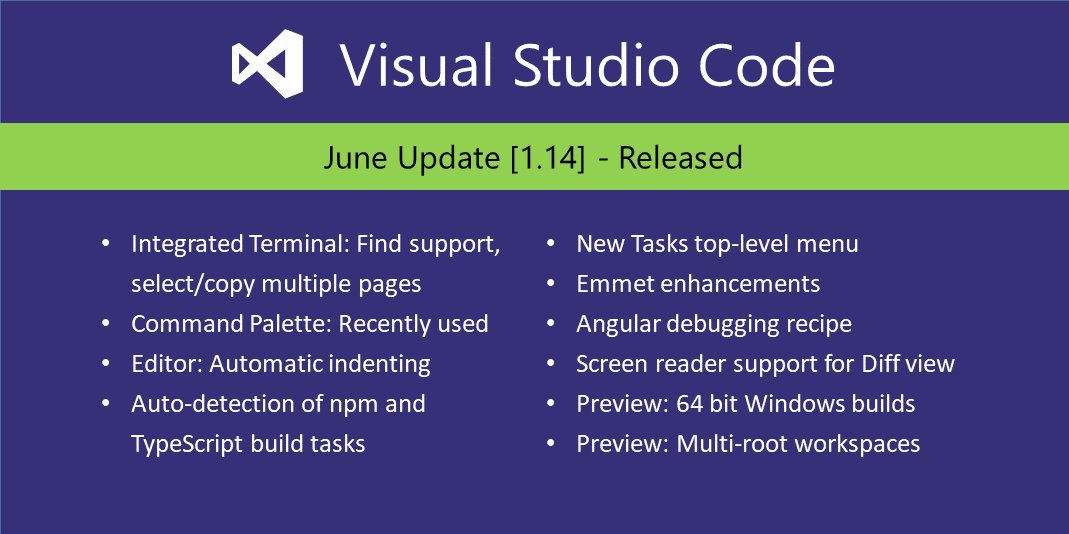 Visual Studio Code
June Update [1.14] - Released
• Integrated Terminal: Find support,
select/copy multiple pages
• Command Palette: Recently used
• Editor: Automatic indenting
• Auto-detection of npm and
TypeScript build tasks
• New Tasks top-level menu
• Emmet enhancements
• Angular debugging recipe
• Screen reader support for Diff view
• Preview: 64 bit Windows builds
• Preview: Multi-root workspaces